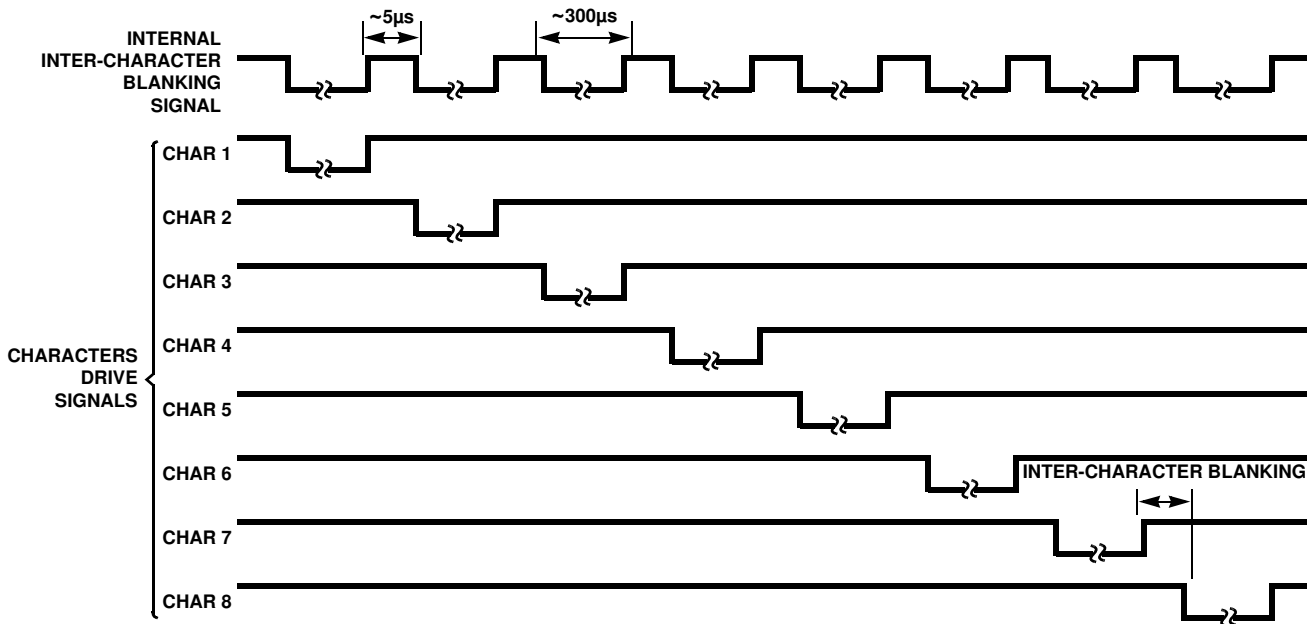 ~5µs
~300µs
INTERNAL
INTER-CHARACTER
BLANKING
SIGNAL
CHAR 1
CHAR 2
CHAR 3
CHAR 4
CHARACTERS
DRIVE
SIGNALS
CHAR 5
CHAR 6
INTER-CHARACTER BLANKING
CHAR 7
CHAR 8